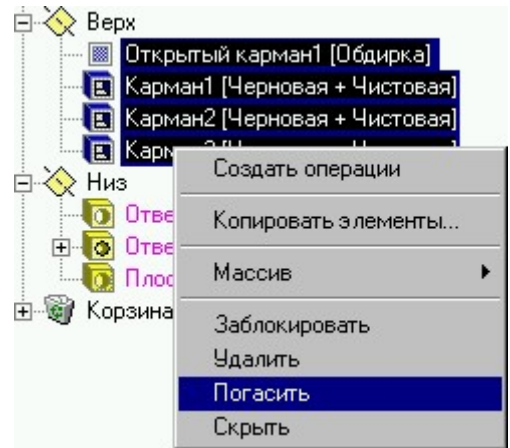 Верх
Открытый карман1 [Обдирка]
Карман1 [Черновая + Чистовая]
Карман2 [Черновая + Чистовая]
Низ
Корзина
Создать операции
Копировать элементы...
Массив
Заблокировать
Удалить
Погасить
Скрыть